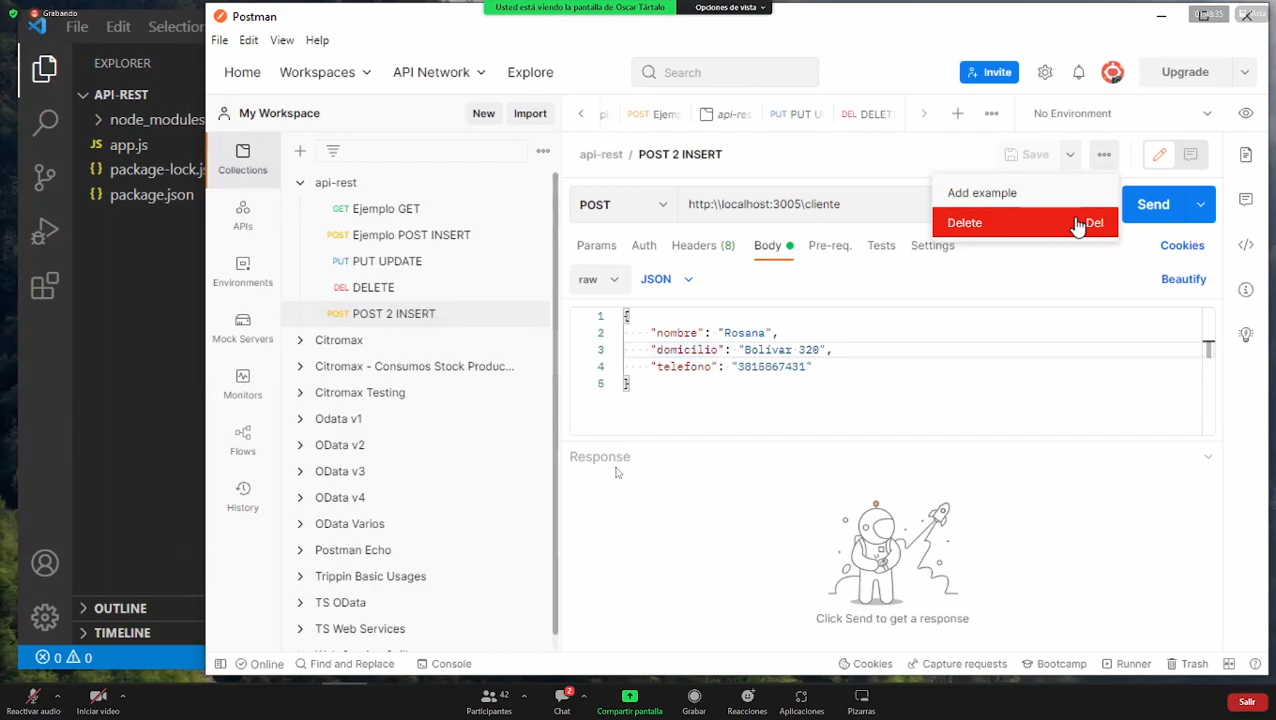 Grabando
Usted está viendo la pantalla de Oscar Tártalo
Opciones de vista
Postman
File Edit Selection
File Edit View Help
EXPLORER
API-REST
node_modules
app.js
package-lock.js
package.json
OUTLINE
TIMELINE
0 0
Home Workspaces API Network Explore
Search
Invite
Upgrade
My Workspace
New Import
POST Ejemp
api-res
PUT PUT U
DEL DELET
No Environment
Collections
APIs
Environments
Mock Servers
Monitors
Flows
History
api-rest
GET Ejemplo GET
POST Ejemplo POST INSERT
PUT PUT UPDATE
DEL DELETE
POST POST 2 INSERT
Citromax
Citromax - Consumos Stock Produc...
Citromax Testing
Odata v1
OData v2
OData v3
OData v4
OData Varios
Postman Echo
Trippin Basic Usages
TS OData
TS Web Services
api-rest / POST 2 INSERT
Save
Add example
Delete Del
POST
http:\\localhost:3005\cliente
Send
Params Auth Headers (8) Body Pre-req. Tests Settings
Cookies
raw JSON
Beautify
1 {
2 "nombre": "Rosana",
3 "domicilio": "Bolívar 320",
4 "telefono": "3815867431"
5 }
Response
Click Send to get a response
Online Find and Replace Console
Cookies Capture requests Bootcamp Runner Trash
Reactivar audio
Iniciar video
42
Participantes
2
Chat
Compartir pantalla
Grabar
Reacciones
Aplicaciones
Pizarras
Salir